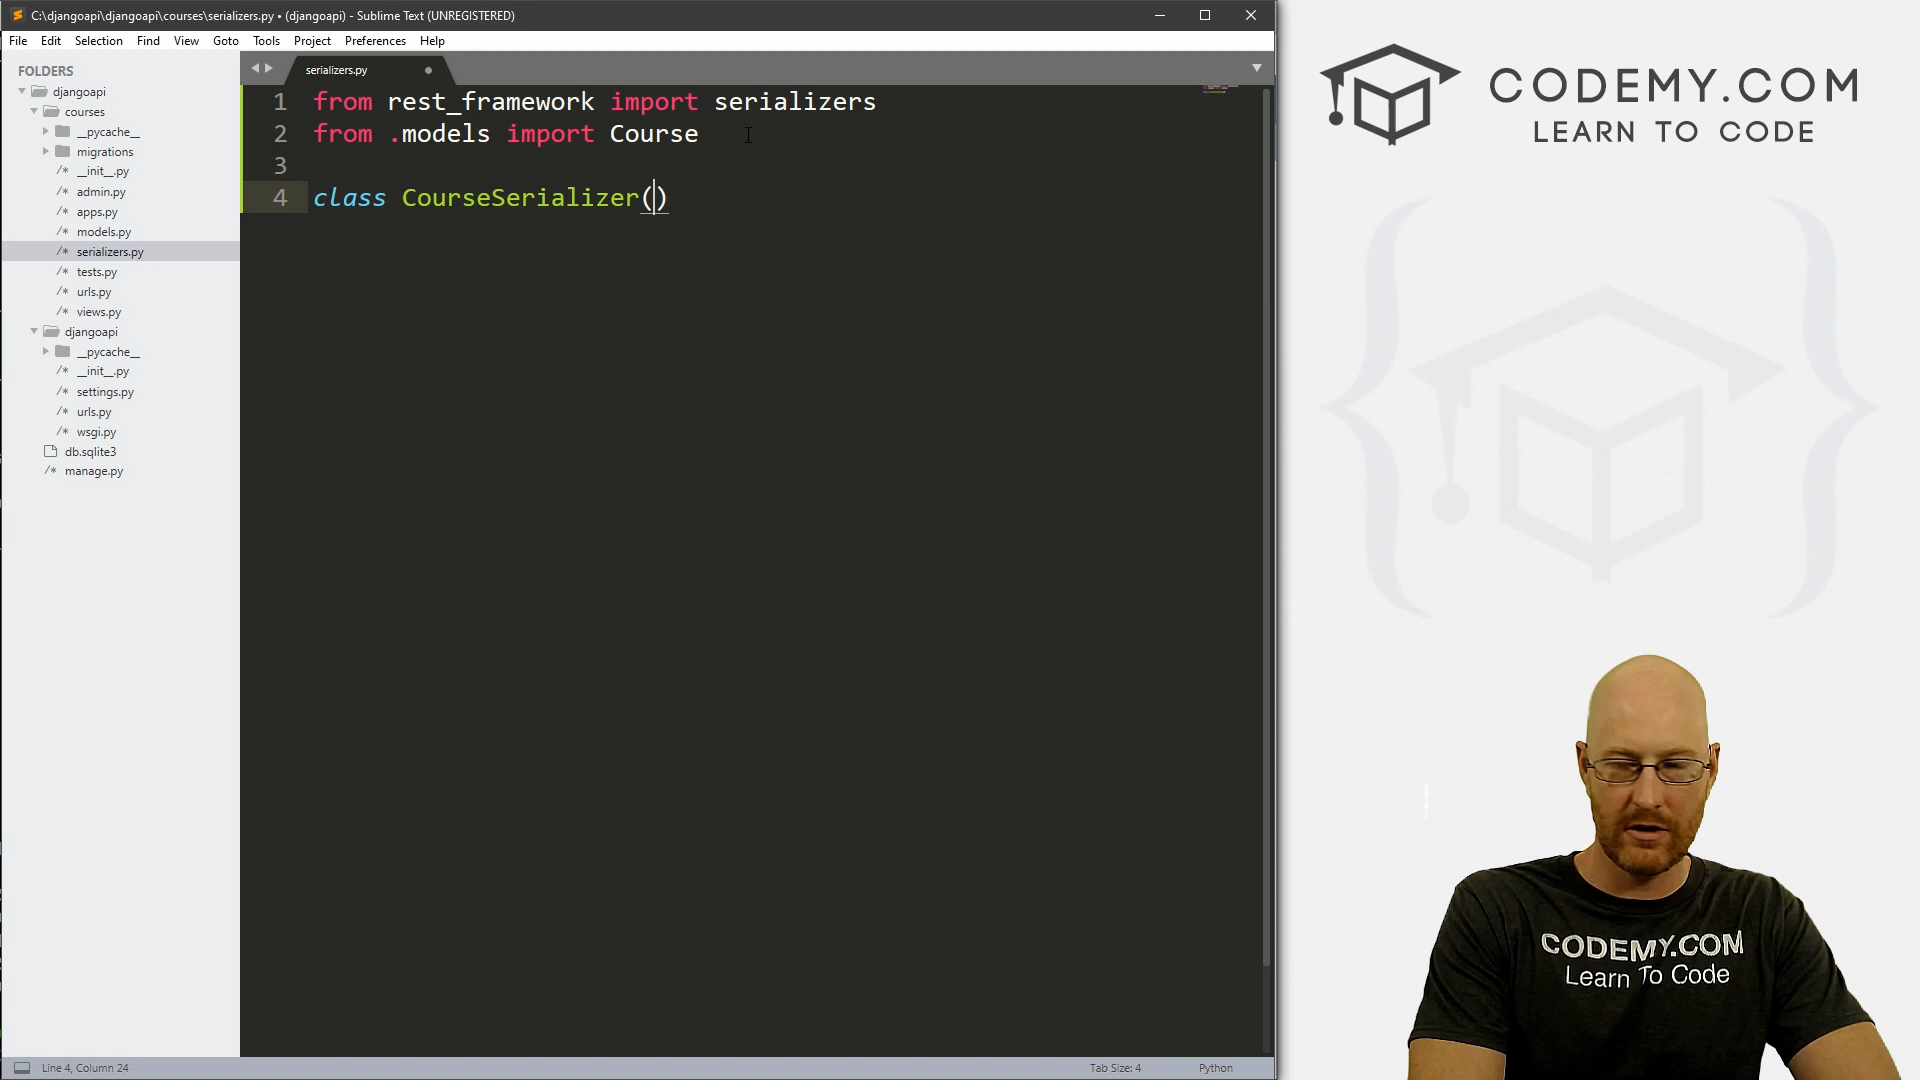 C:\djangoapi\djangoapi\courses\serializers.py • (djangoapi) - Sublime Text (UNREGISTERED)
File Edit Selection Find View Goto Tools Project Preferences Help
FOLDERS
djangoapi
courses
__pycache__
migrations
/* __init__.py
/* admin.py
/* apps.py
/* models.py
/* serializers.py
/* tests.py
/* urls.py
/* views.py
djangoapi
__pycache__
/* __init__.py
/* settings.py
/* urls.py
/* wsgi.py
db.sqlite3
/* manage.py
serializers.py
1 from rest_framework import serializers
2 from .models import Course
3
4 class CourseSerializer()
Line 4, Column 24
Tab Size: 4
Python
CODEMY.COM
LEARN TO CODE
CODEMY.COM
Learn To Code